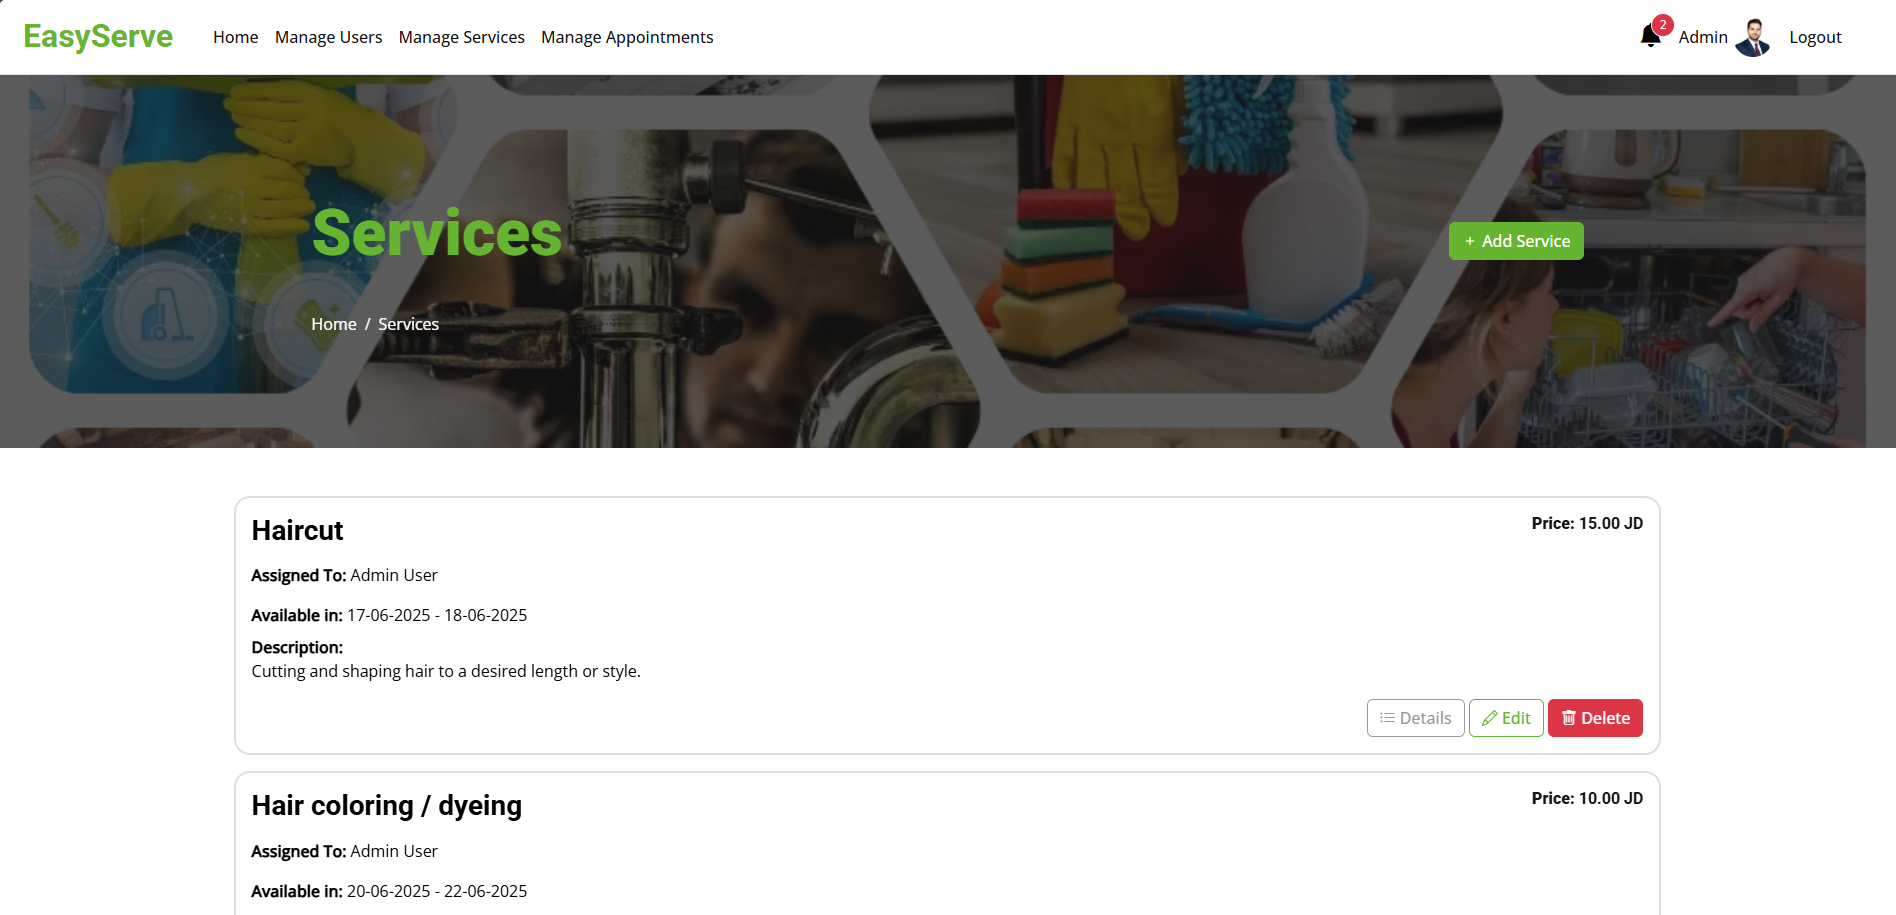 EasyServe
Home Manage Users Manage Services Manage Appointments
2
Admin
Logout
Services
+ Add Service
Home / Services
Haircut
Price: 15.00 JD
Assigned To: Admin User
Available in: 17-06-2025 - 18-06-2025
Description:
Cutting and shaping hair to a desired length or style.
Details
Edit
Delete
Hair coloring / dyeing
Price: 10.00 JD
Assigned To: Admin User
Available in: 20-06-2025 - 22-06-2025